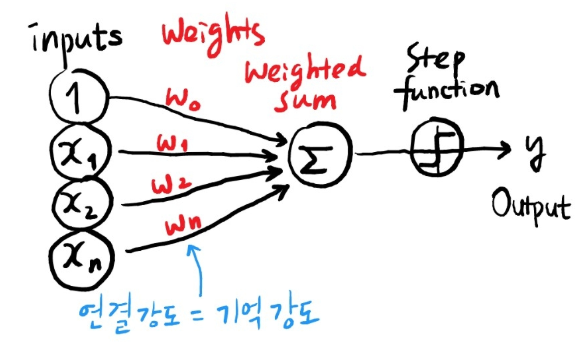 inputs
Weights
Weighted
sum
Step
function
1
x₁
x₂
xₙ
w₀
w₁
w₂
wₙ
Σ
y
Output
연결강도 = 기억강도